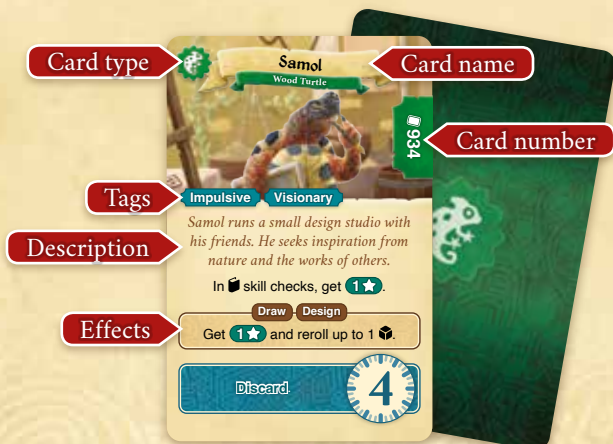 Card type
Samol
Wood Turtle
Card name
934
Card number
Tags
Impulsive Visionary
Description
Samol runs a small design studio with
his friends. He seeks inspiration from
nature and the works of others.
In skill checks, get 1.
Draw Design
Effects
Get 1 and reroll up to 1.
Discard
4